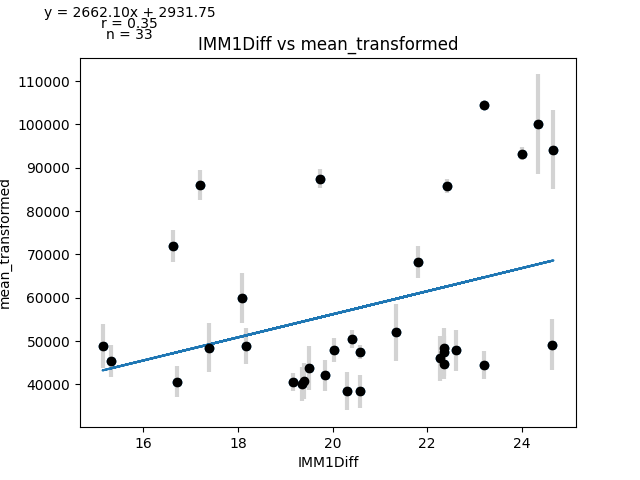 y = 2662.10x + 2931.75
r = 0.35
n = 33
IMM1Diff vs mean_transformed
mean_transformed
110000
100000
90000
80000
70000
60000
50000
40000
16
18
20
22
24
IMM1Diff